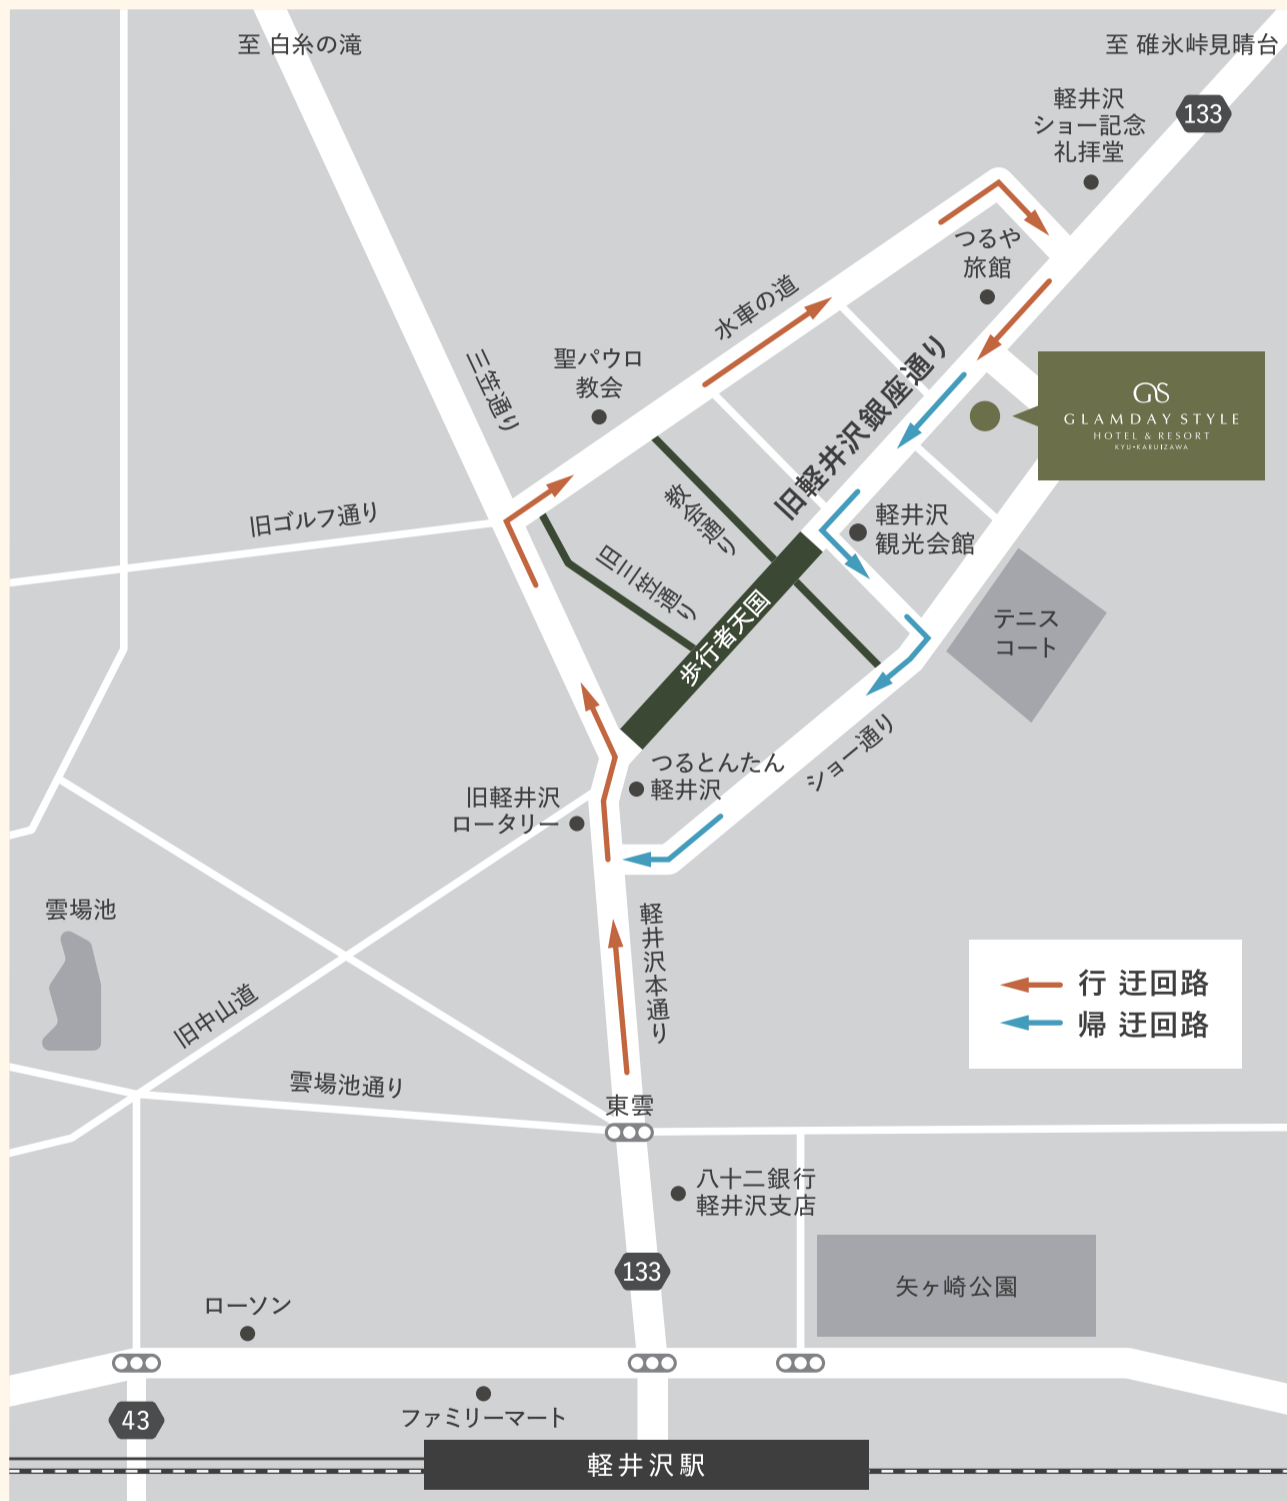 至 白糸の滝
至 碓氷峠見晴台
軽井沢
ショー記念
礼拝堂
133
つるや
旅館
水車の道
三笠通り
聖パウロ
教会
旧軽井沢銀座通り
GS
GLAMDAY STYLE
HOTEL & RESORT
KYU-KARUIZAWA
旧ゴルフ通り
教会通り
旧三笠通り
軽井沢
観光会館
歩行者天国
テニス
コート
つるとんたん
軽井沢
ショー通り
旧軽井沢
ロータリー
雲場池
軽井沢本通り
行 迂回路
帰 迂回路
旧中山道
雲場池通り
東雲
八十二銀行
軽井沢支店
133
矢ヶ崎公園
ローソン
43
ファミリーマート
軽井沢駅